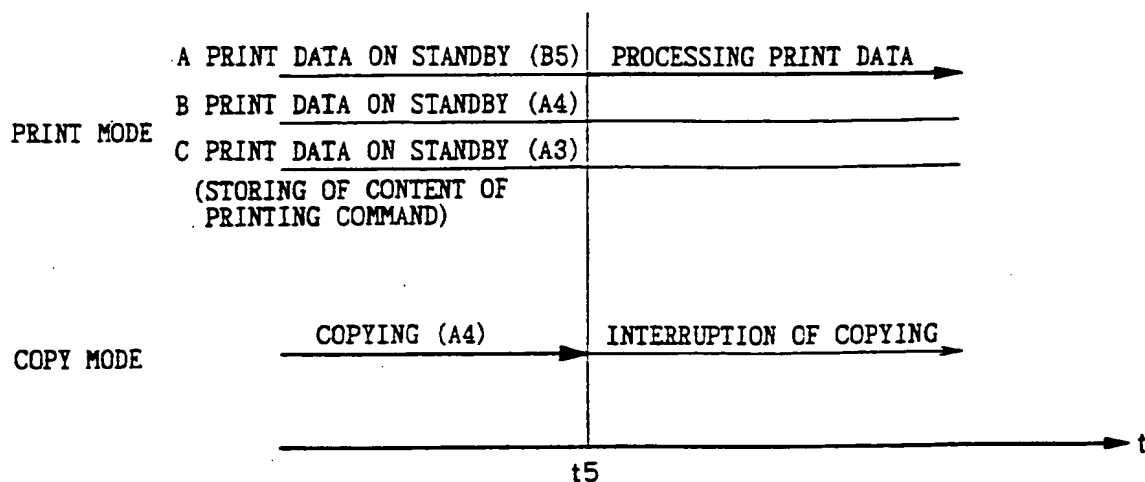 A PRINT DATA ON STANDBY (B5) PROCESSING PRINT DATA
B PRINT DATA ON STANDBY (A4)
PRINT MODE
C PRINT DATA ON STANDBY (A3)
(STORING OF CONTENT OF
PRINTING COMMAND)
COPYING (A4) INTERRUPTION OF COPYING
COPY MODE
t
t5